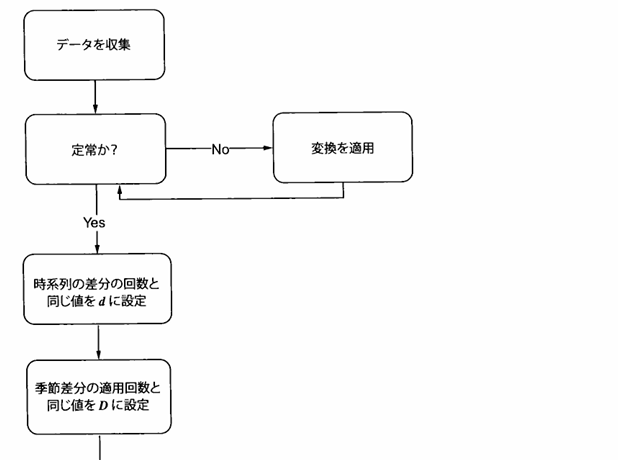 データを収集
定常か?
No
変換を適用
Yes
時系列の差分の回数と
同じ値を d に設定
季節差分の適用回数と
同じ値を D に設定